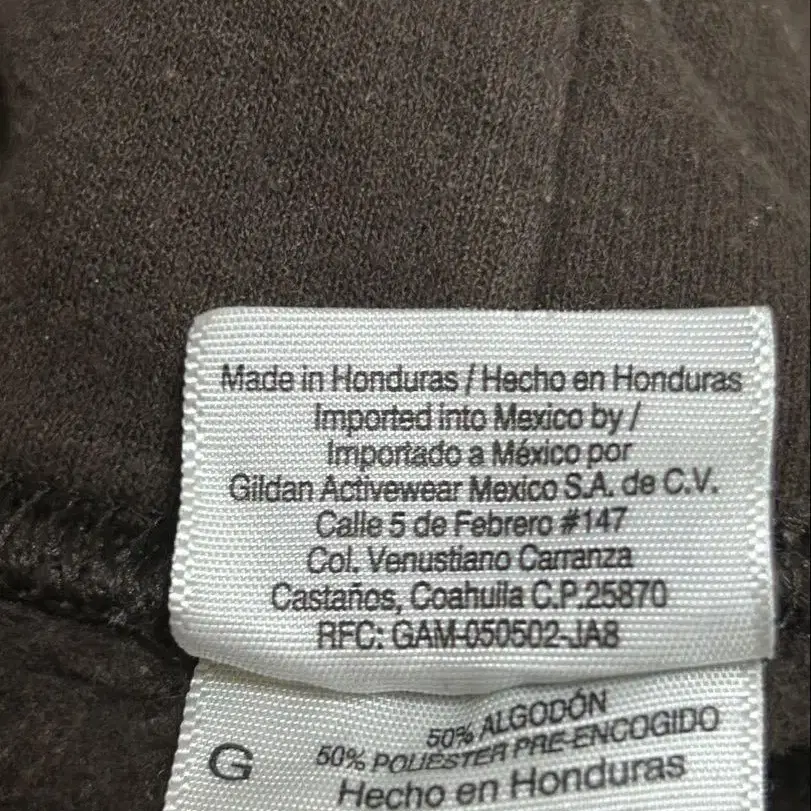 Made in Honduras / Hecho en Honduras
Imported into Mexico by /
Importado a México por
Gildan Activewear Mexico S.A. de C.V.
Calle 5 de Febrero #147
Col. Venustiano Carranza
Castaños, Coahuila C.P.25870
RFC: GAM-050502-JA8
50% ALGODÓN
50% POLIESTER PRE-ENCOGIDO
G
Hecho en Honduras